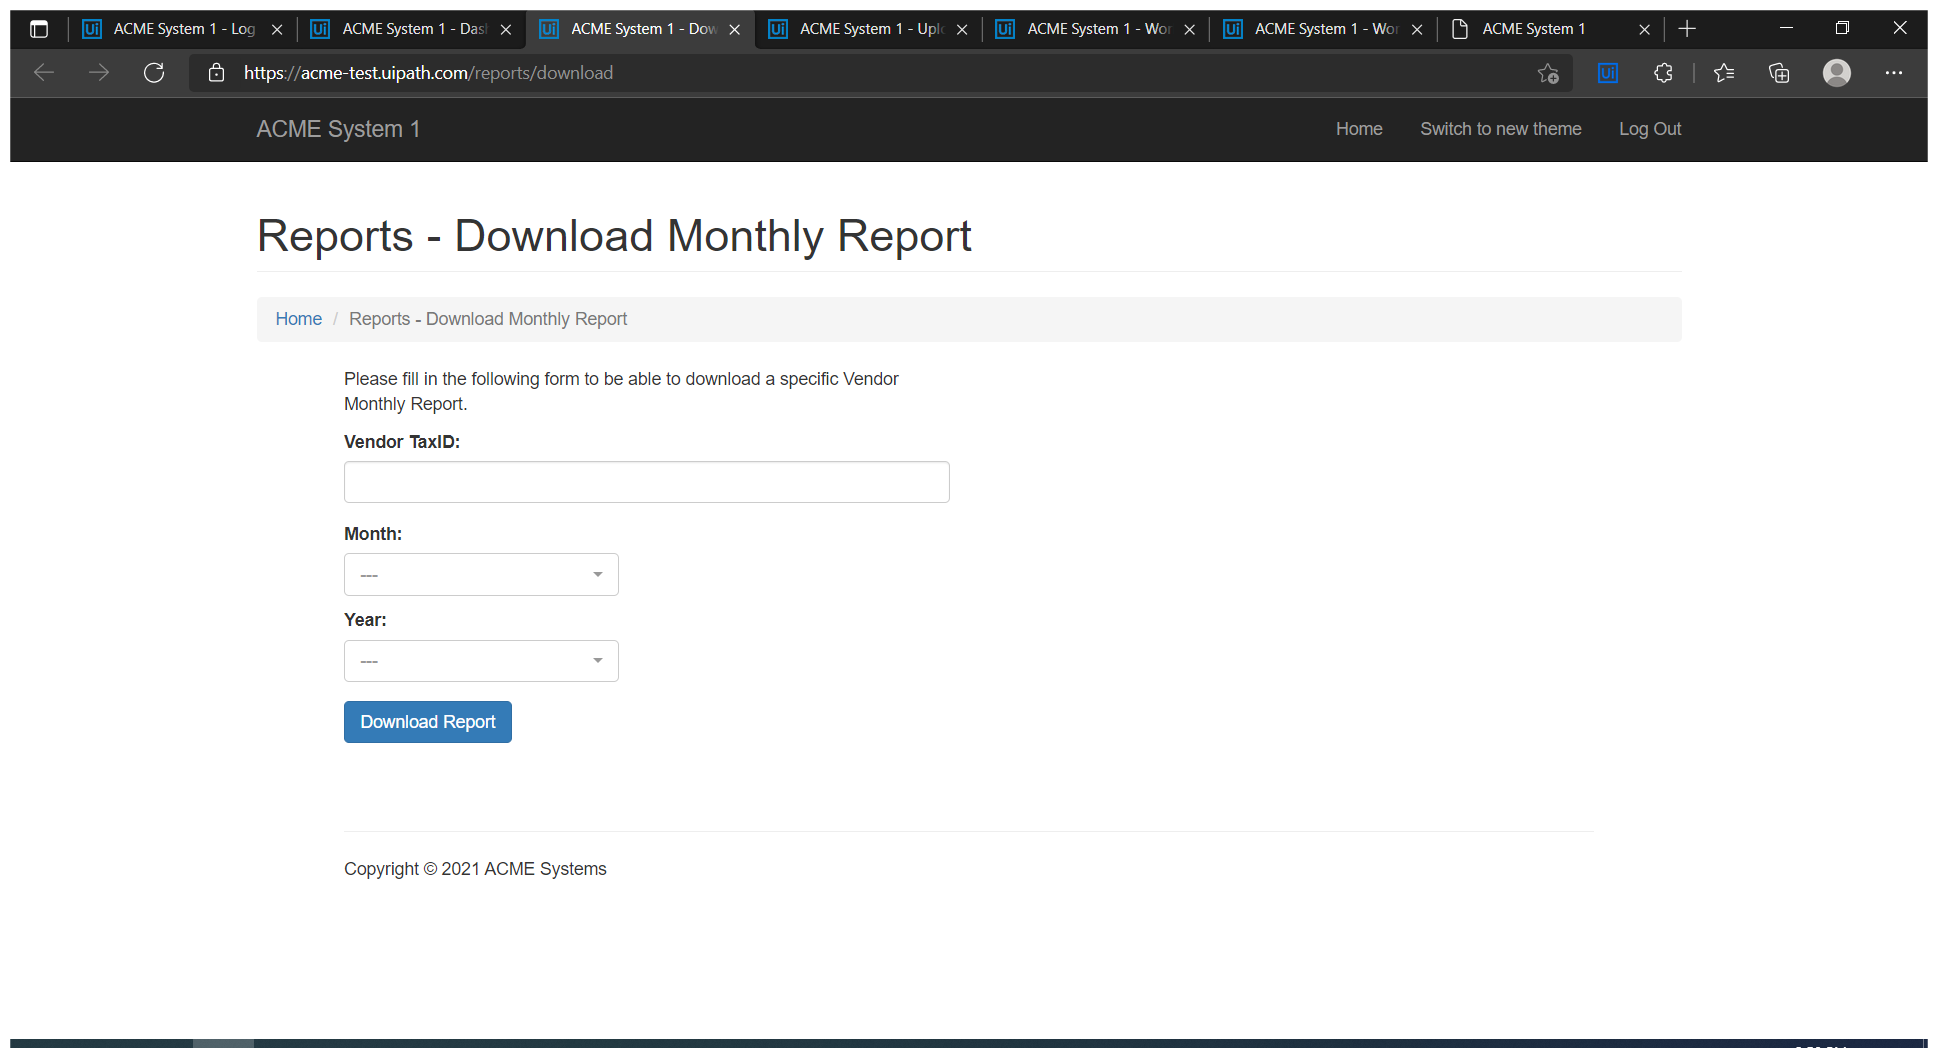 ACME System 1 - Log
ACME System 1 - Das
ACME System 1 - Dow
ACME System 1 - Uplo
ACME System 1 - Wor
ACME System 1 - Wor
ACME System 1
https://acme-test.uipath.com/reports/download
ACME System 1
Home
Switch to new theme
Log Out
Reports - Download Monthly Report
Home / Reports - Download Monthly Report
Please fill in the following form to be able to download a specific Vendor
Monthly Report.
Vendor TaxID:
Month:
---
Year:
---
Download Report
Copyright © 2021 ACME Systems